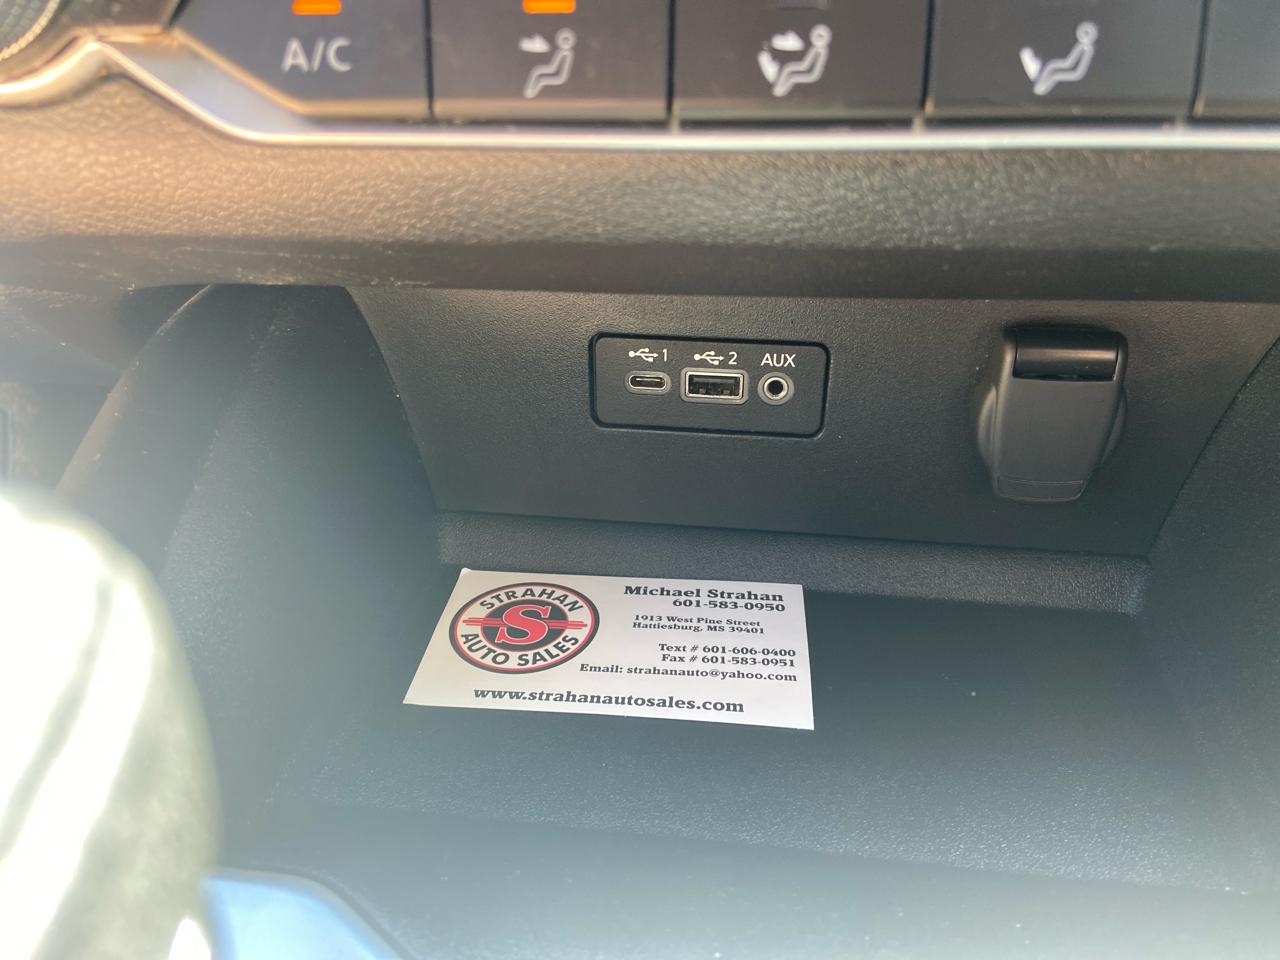 A/C
1
2
AUX
STRAHAN
S
AUTO SALES
Michael Strahan
601-583-0950
1913 West Pine Street
Hattiesburg, MS 39401
Text # 601-606-0400
Fax # 601-583-0951
Email: strahanauto@yahoo.com
www.strahanautosales.com